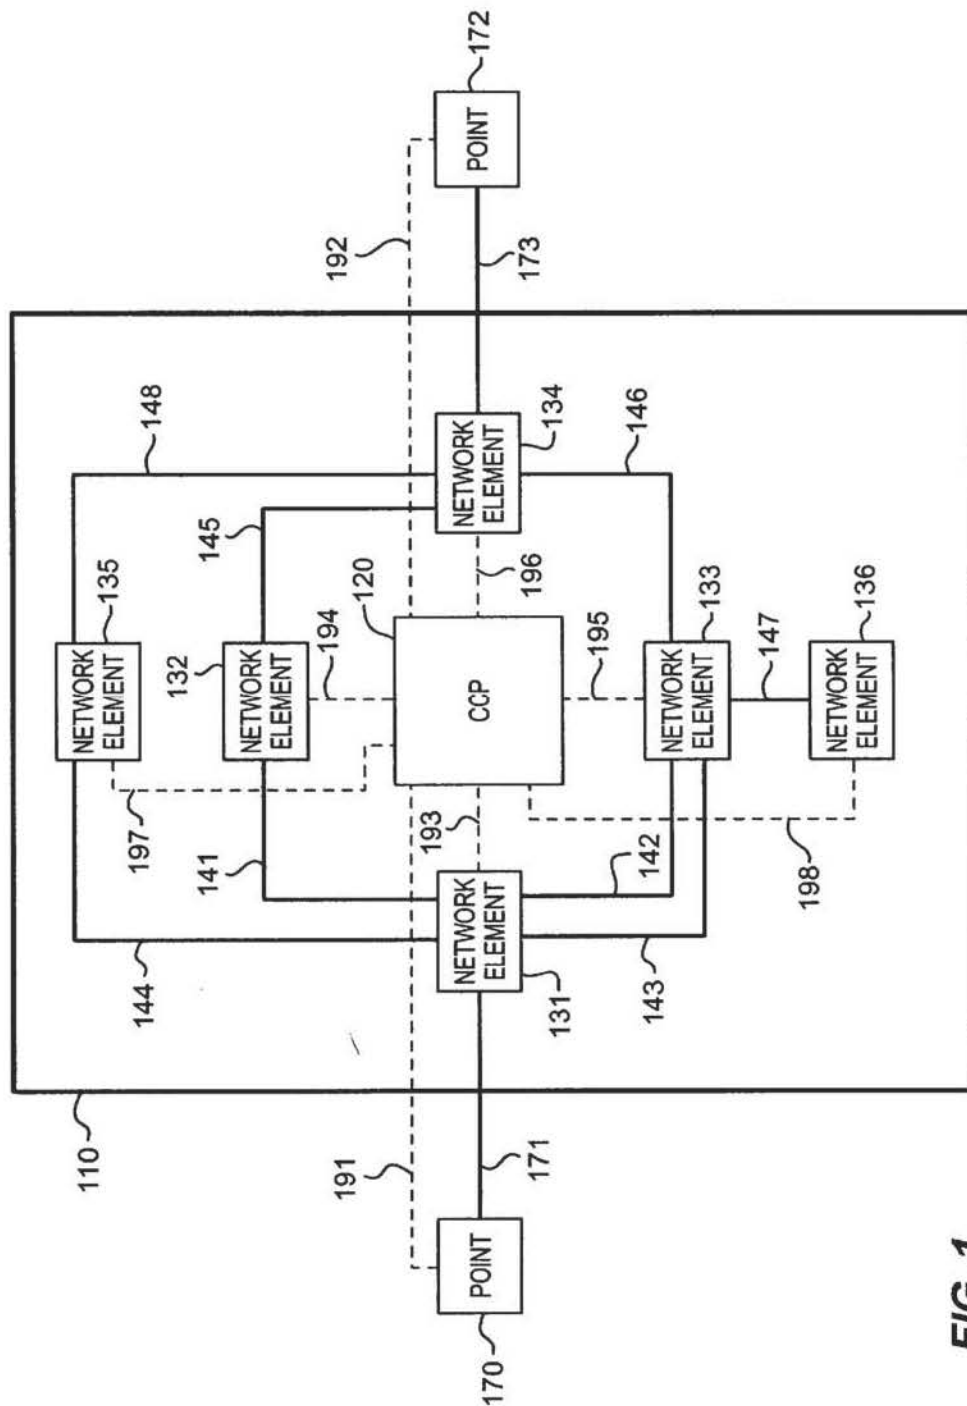 148
135
NETWORK
ELEMENT
145
132
NETWORK
ELEMENT
197
141
144
194
120
CCP
192
172
POINT
173
134
NETWORK
ELEMENT
196
193
NETWORK
ELEMENT
131
191
171
POINT
170
110
195
133
NETWORK
ELEMENT
146
142
143
147
136
NETWORK
ELEMENT
198
FIG. 1